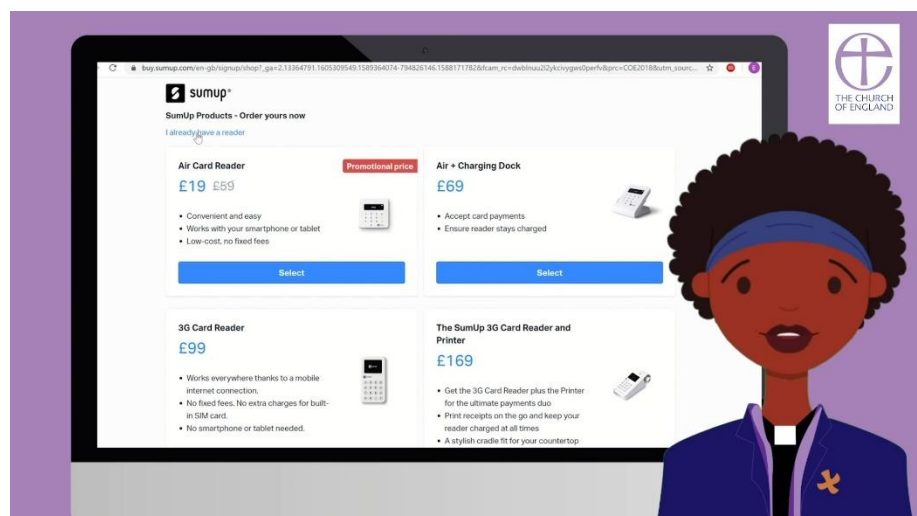 buy.sumup.com/en-gb/signup/shop?_ga=2.13364791.1605309549.1589364074-794826146.1588171782&fcam_rc=dwblnuu2l2ykcivygws0perfv&prc=COE2018&utm_sourc...
sumup®
SumUp Products - Order yours now
I already have a reader
Air Card Reader
Promotional price
£19 £59
• Convenient and easy
• Works with your smartphone or tablet
• Low-cost, no fixed fees
Select
Air + Charging Dock
£69
• Accept card payments
• Ensure reader stays charged
Select
3G Card Reader
£99
• Works everywhere thanks to a mobile
internet connection.
• No fixed fees. No extra charges for built-
in SIM card.
• No smartphone or tablet needed.
The SumUp 3G Card Reader and
Printer
£169
• Get the 3G Card Reader plus the Printer
for the ultimate payments duo
• Print receipts on the go and keep your
reader charged at all times
• A stylish cradle fit for your countertop
THE CHURCH
OF ENGLAND